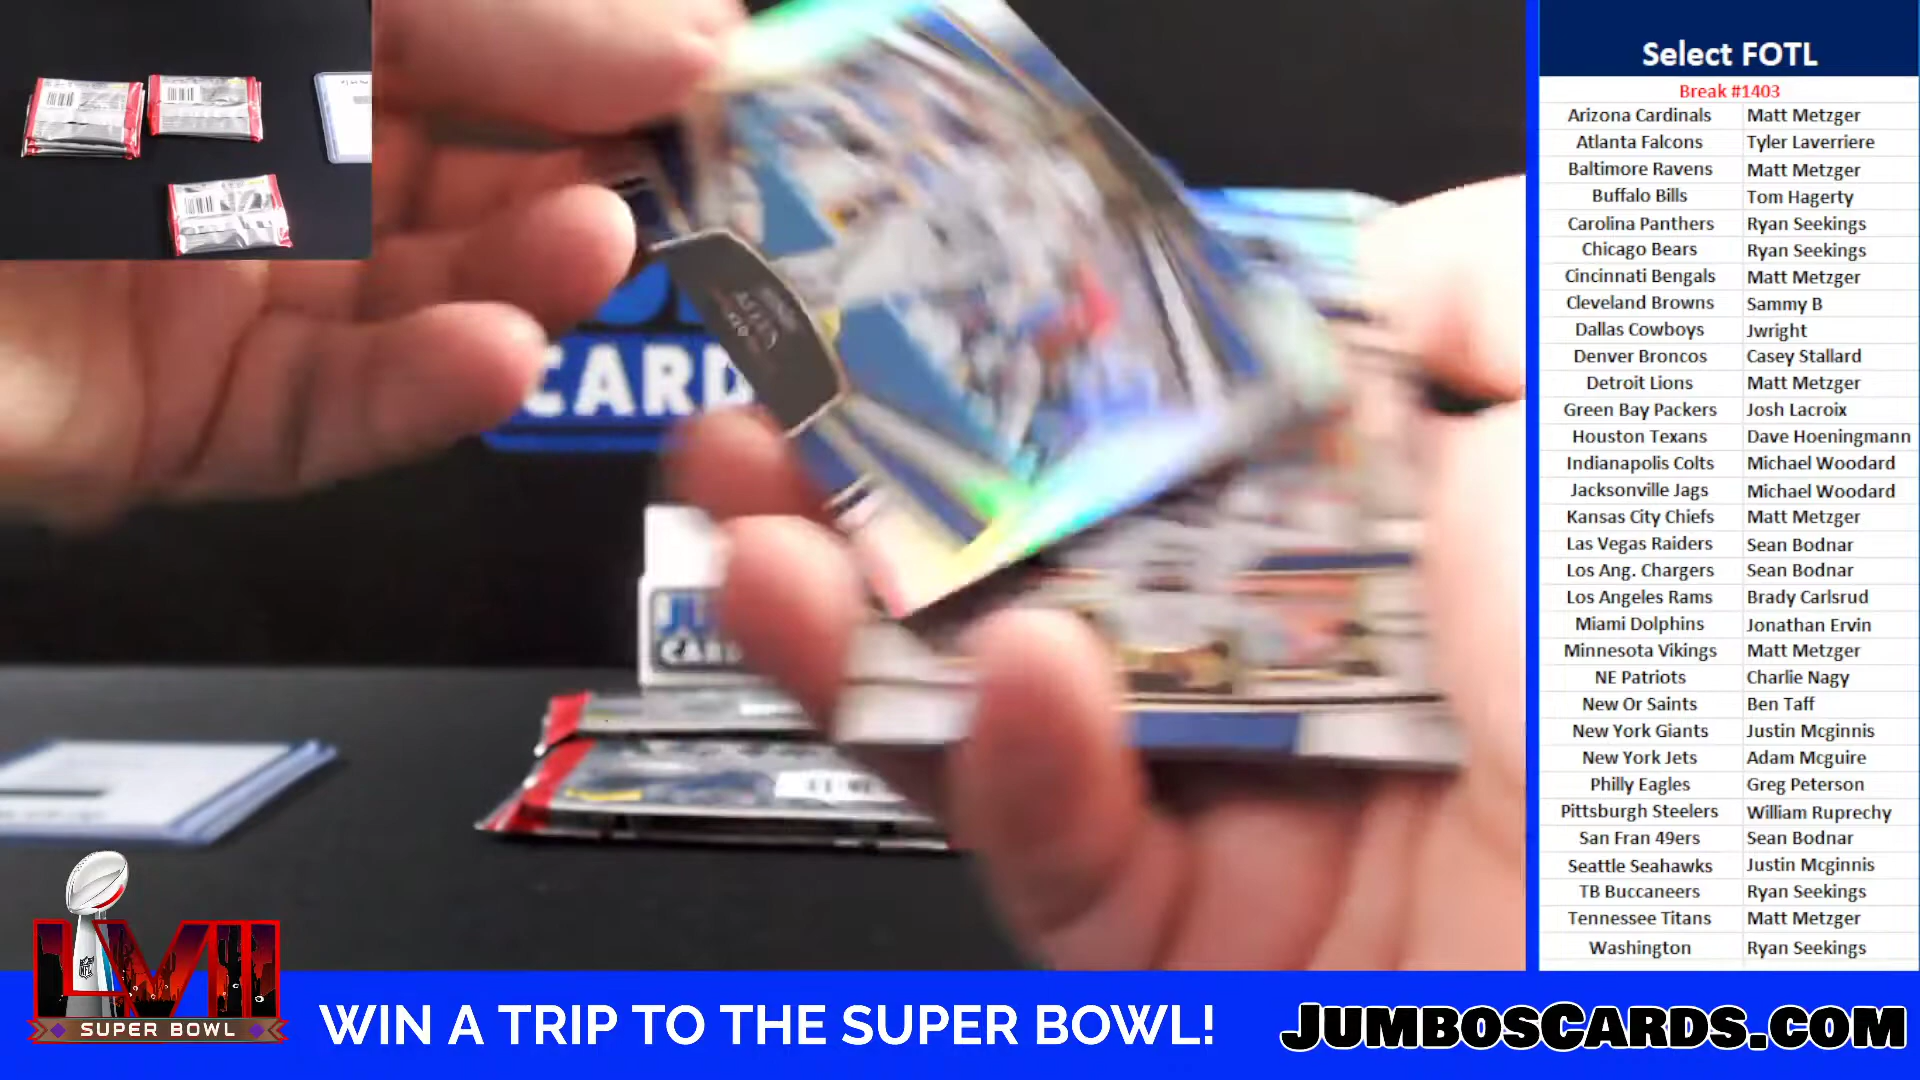 Select FOTL
Break #1403
Arizona Cardinals Matt Metzger
Atlanta Falcons Tyler Laverriere
Baltimore Ravens Matt Metzger
Buffalo Bills Tom Hagerty
Carolina Panthers Ryan Seekings
Chicago Bears Ryan Seekings
Cincinnati Bengals Matt Metzger
Cleveland Browns Sammy B
Dallas Cowboys Jwright
Denver Broncos Casey Stallard
Detroit Lions Matt Metzger
Green Bay Packers Josh Lacroix
Houston Texans Dave Hoeningmann
Indianapolis Colts Michael Woodard
Jacksonville Jags Michael Woodard
Kansas City Chiefs Matt Metzger
Las Vegas Raiders Sean Bodnar
Los Ang. Chargers Sean Bodnar
Los Angeles Rams Brady Carlsrud
Miami Dolphins Jonathan Ervin
Minnesota Vikings Matt Metzger
NE Patriots Charlie Nagy
New Or Saints Ben Taff
New York Giants Justin Mcginnis
New York Jets Adam Mcguire
Philly Eagles Greg Peterson
Pittsburgh Steelers William Ruprechy
San Fran 49ers Sean Bodnar
Seattle Seahawks Justin Mcginnis
TB Buccaneers Ryan Seekings
Tennessee Titans Matt Metzger
Washington Ryan Seekings
CARD
LVII
NFL
SUPER BOWL
WIN A TRIP TO THE SUPER BOWL!
JUMBOSCARDS.COM